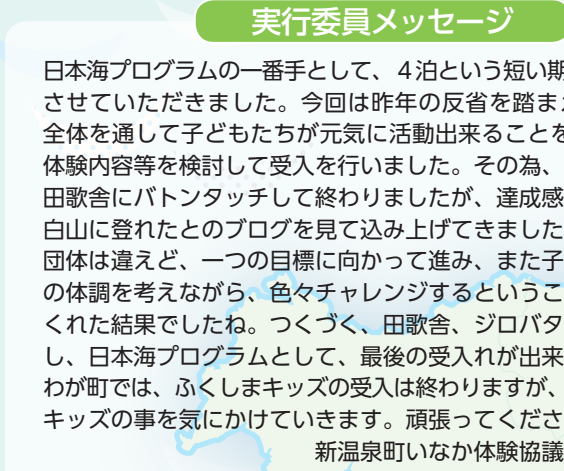 実行委員メッセージ
日本海プログラムの一番手として、４泊という短い期
させていただきました。今回は昨年の反省を踏まえ
全体を通して子どもたちが元気に活動出来ることを
体験内容等を検討して受入を行いました。その為、
田歌舎にバトンタッチして終わりましたが、達成感
白山に登れたとのブログを見て込み上げてきました
団体は違えど、一つの目標に向かって進み、また子
の体調を考えながら、色々チャレンジするというこ
くれた結果でしたね。つくづく、田歌舎、ジロバタ
し、日本海プログラムとして、最後の受入れが出来
わが町では、ふくしまキッズの受入は終わりますが、
キッズの事を気にかけていきます。頑張ってくださ
新温泉町いなか体験協議